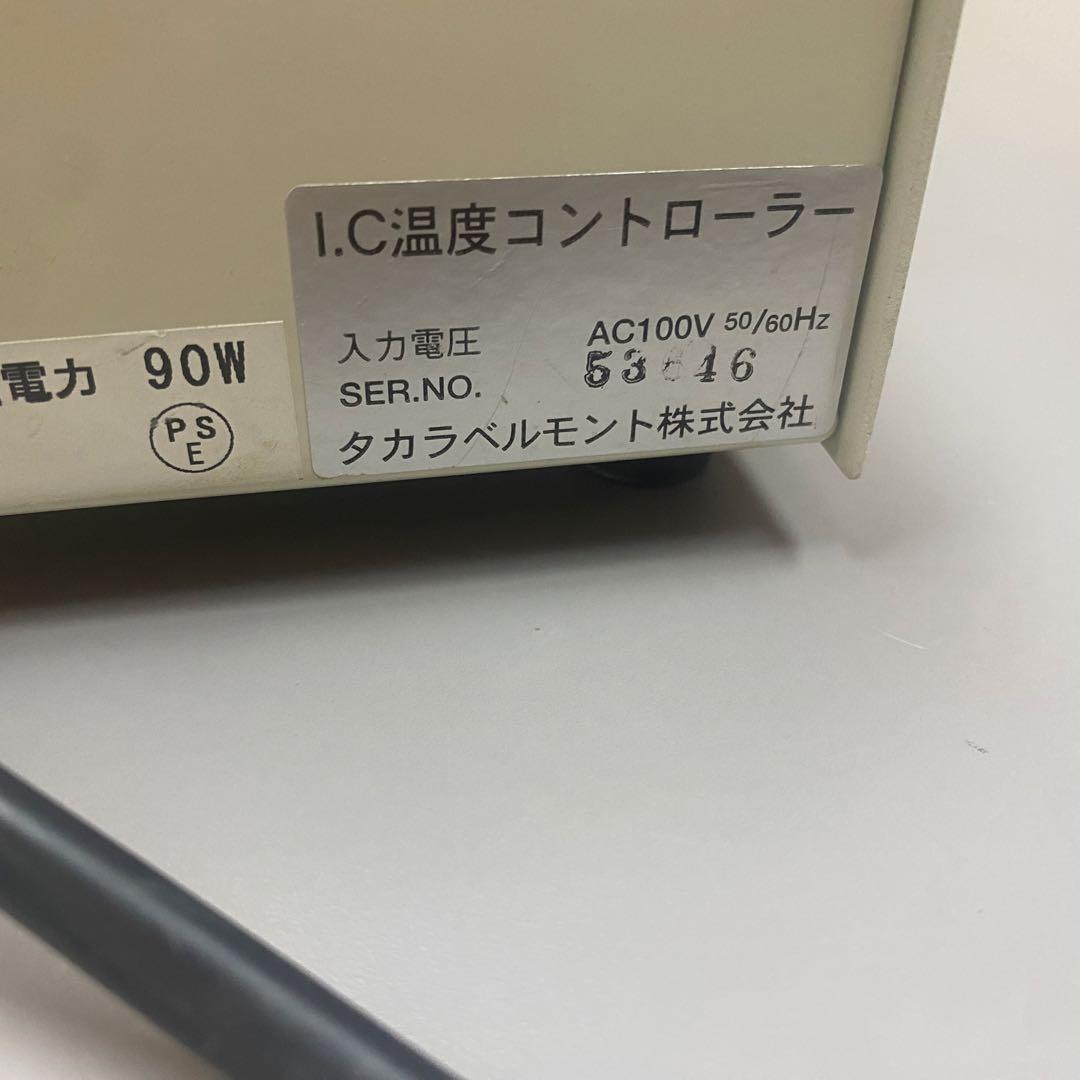 I.C温度コントローラー
入力電圧 AC100V 50/60Hz
SER.NO.
タカラベルモント株式会社
電力 90W
PSE